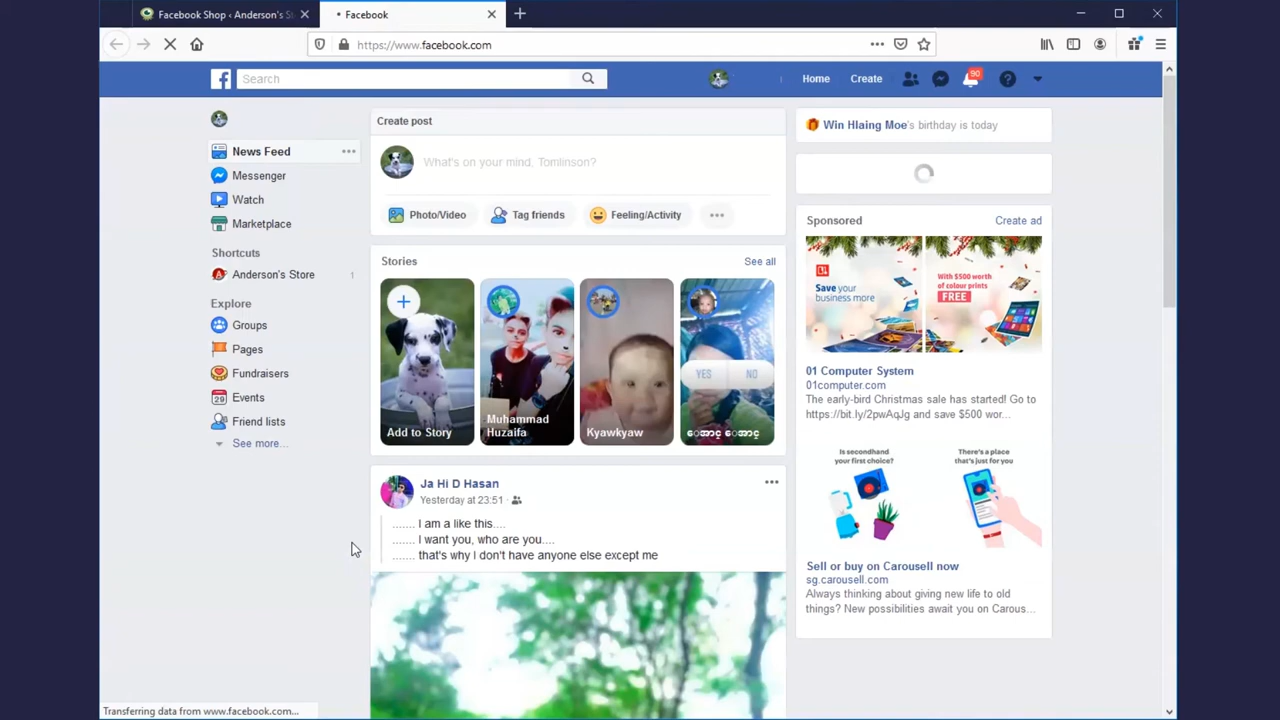 Facebook Shop ‹ Anderson's S
Facebook
https://www.facebook.com
Search
Home
Create
90
Create post
Win Hlaing Moe's birthday is today
News Feed
What's on your mind, Tomlinson?
Messenger
Watch
Photo/Video
Tag friends
Feeling/Activity
Marketplace
Sponsored
Create ad
Shortcuts
Stories
See all
Anderson's Store
1
Explore
Save your
business more
With $500 worth
of colour prints
FREE
Groups
Pages
Fundraisers
Events
Friend lists
See more...
YES
NO
Add to Story
Muhammad
Huzaifa
Kyawkyaw
ေအာင္ ေအာင္
01 Computer System
01computer.com
The early-bird Christmas sale has started! Go to
https://bit.ly/2pwAqJg and save $500 wor...
Is secondhand
your first choice?
There's a place
that's just for you
Ja Hi D Hasan
Yesterday at 23:51
....... I am a like this....
....... I want you, who are you....
....... that's why I don't have anyone else except me
Sell or buy on Carousell now
sg.carousell.com
Always thinking about giving new life to old
things? New possibilities await you on Carous...
Transferring data from www.facebook.com...